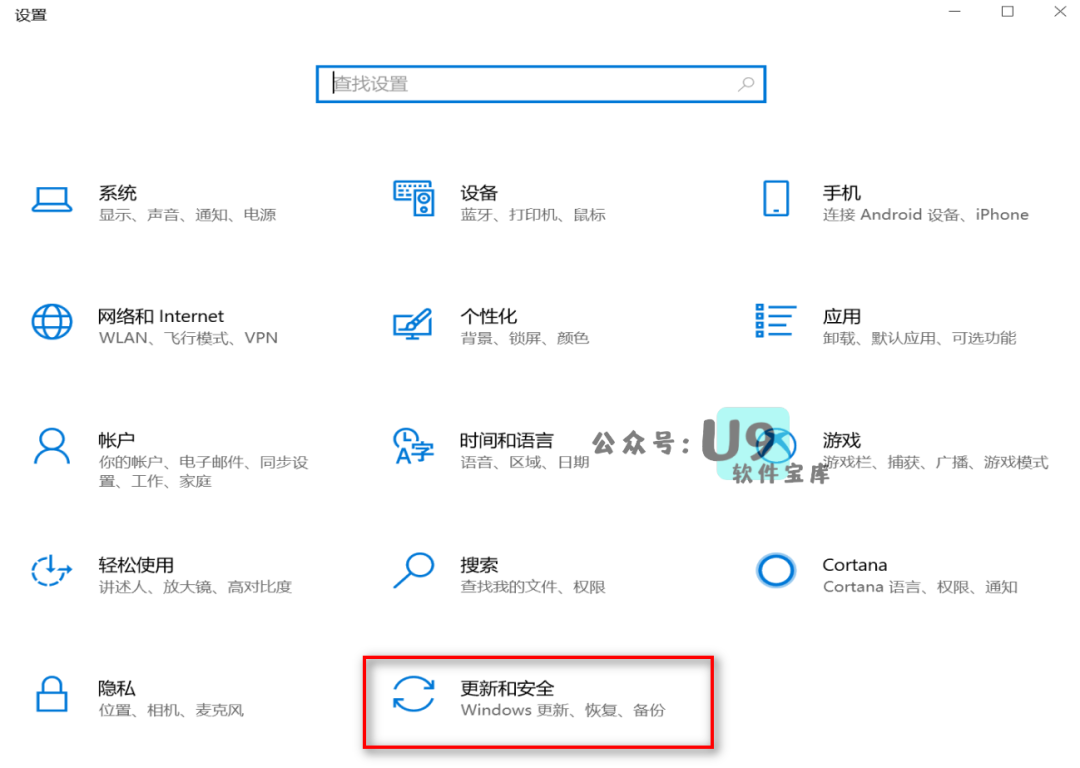 设置
查找设置
系统
显示、声音、通知、电源
设备
蓝牙、打印机、鼠标
手机
连接 Android 设备、iPhone
网络和 Internet
WLAN、飞行模式、VPN
个性化
背景、锁屏、颜色
应用
卸载、默认应用、可选功能
帐户
你的帐户、电子邮件、同步设
置、工作、家庭
时间和语言
语音、区域、日期
公众号:U9
软件宝库
游戏
游戏栏、捕获、广播、游戏模式
轻松使用
讲述人、放大镜、高对比度
搜索
查找我的文件、权限
Cortana
Cortana 语言、权限、通知
隐私
位置、相机、麦克风
更新和安全
Windows 更新、恢复、备份